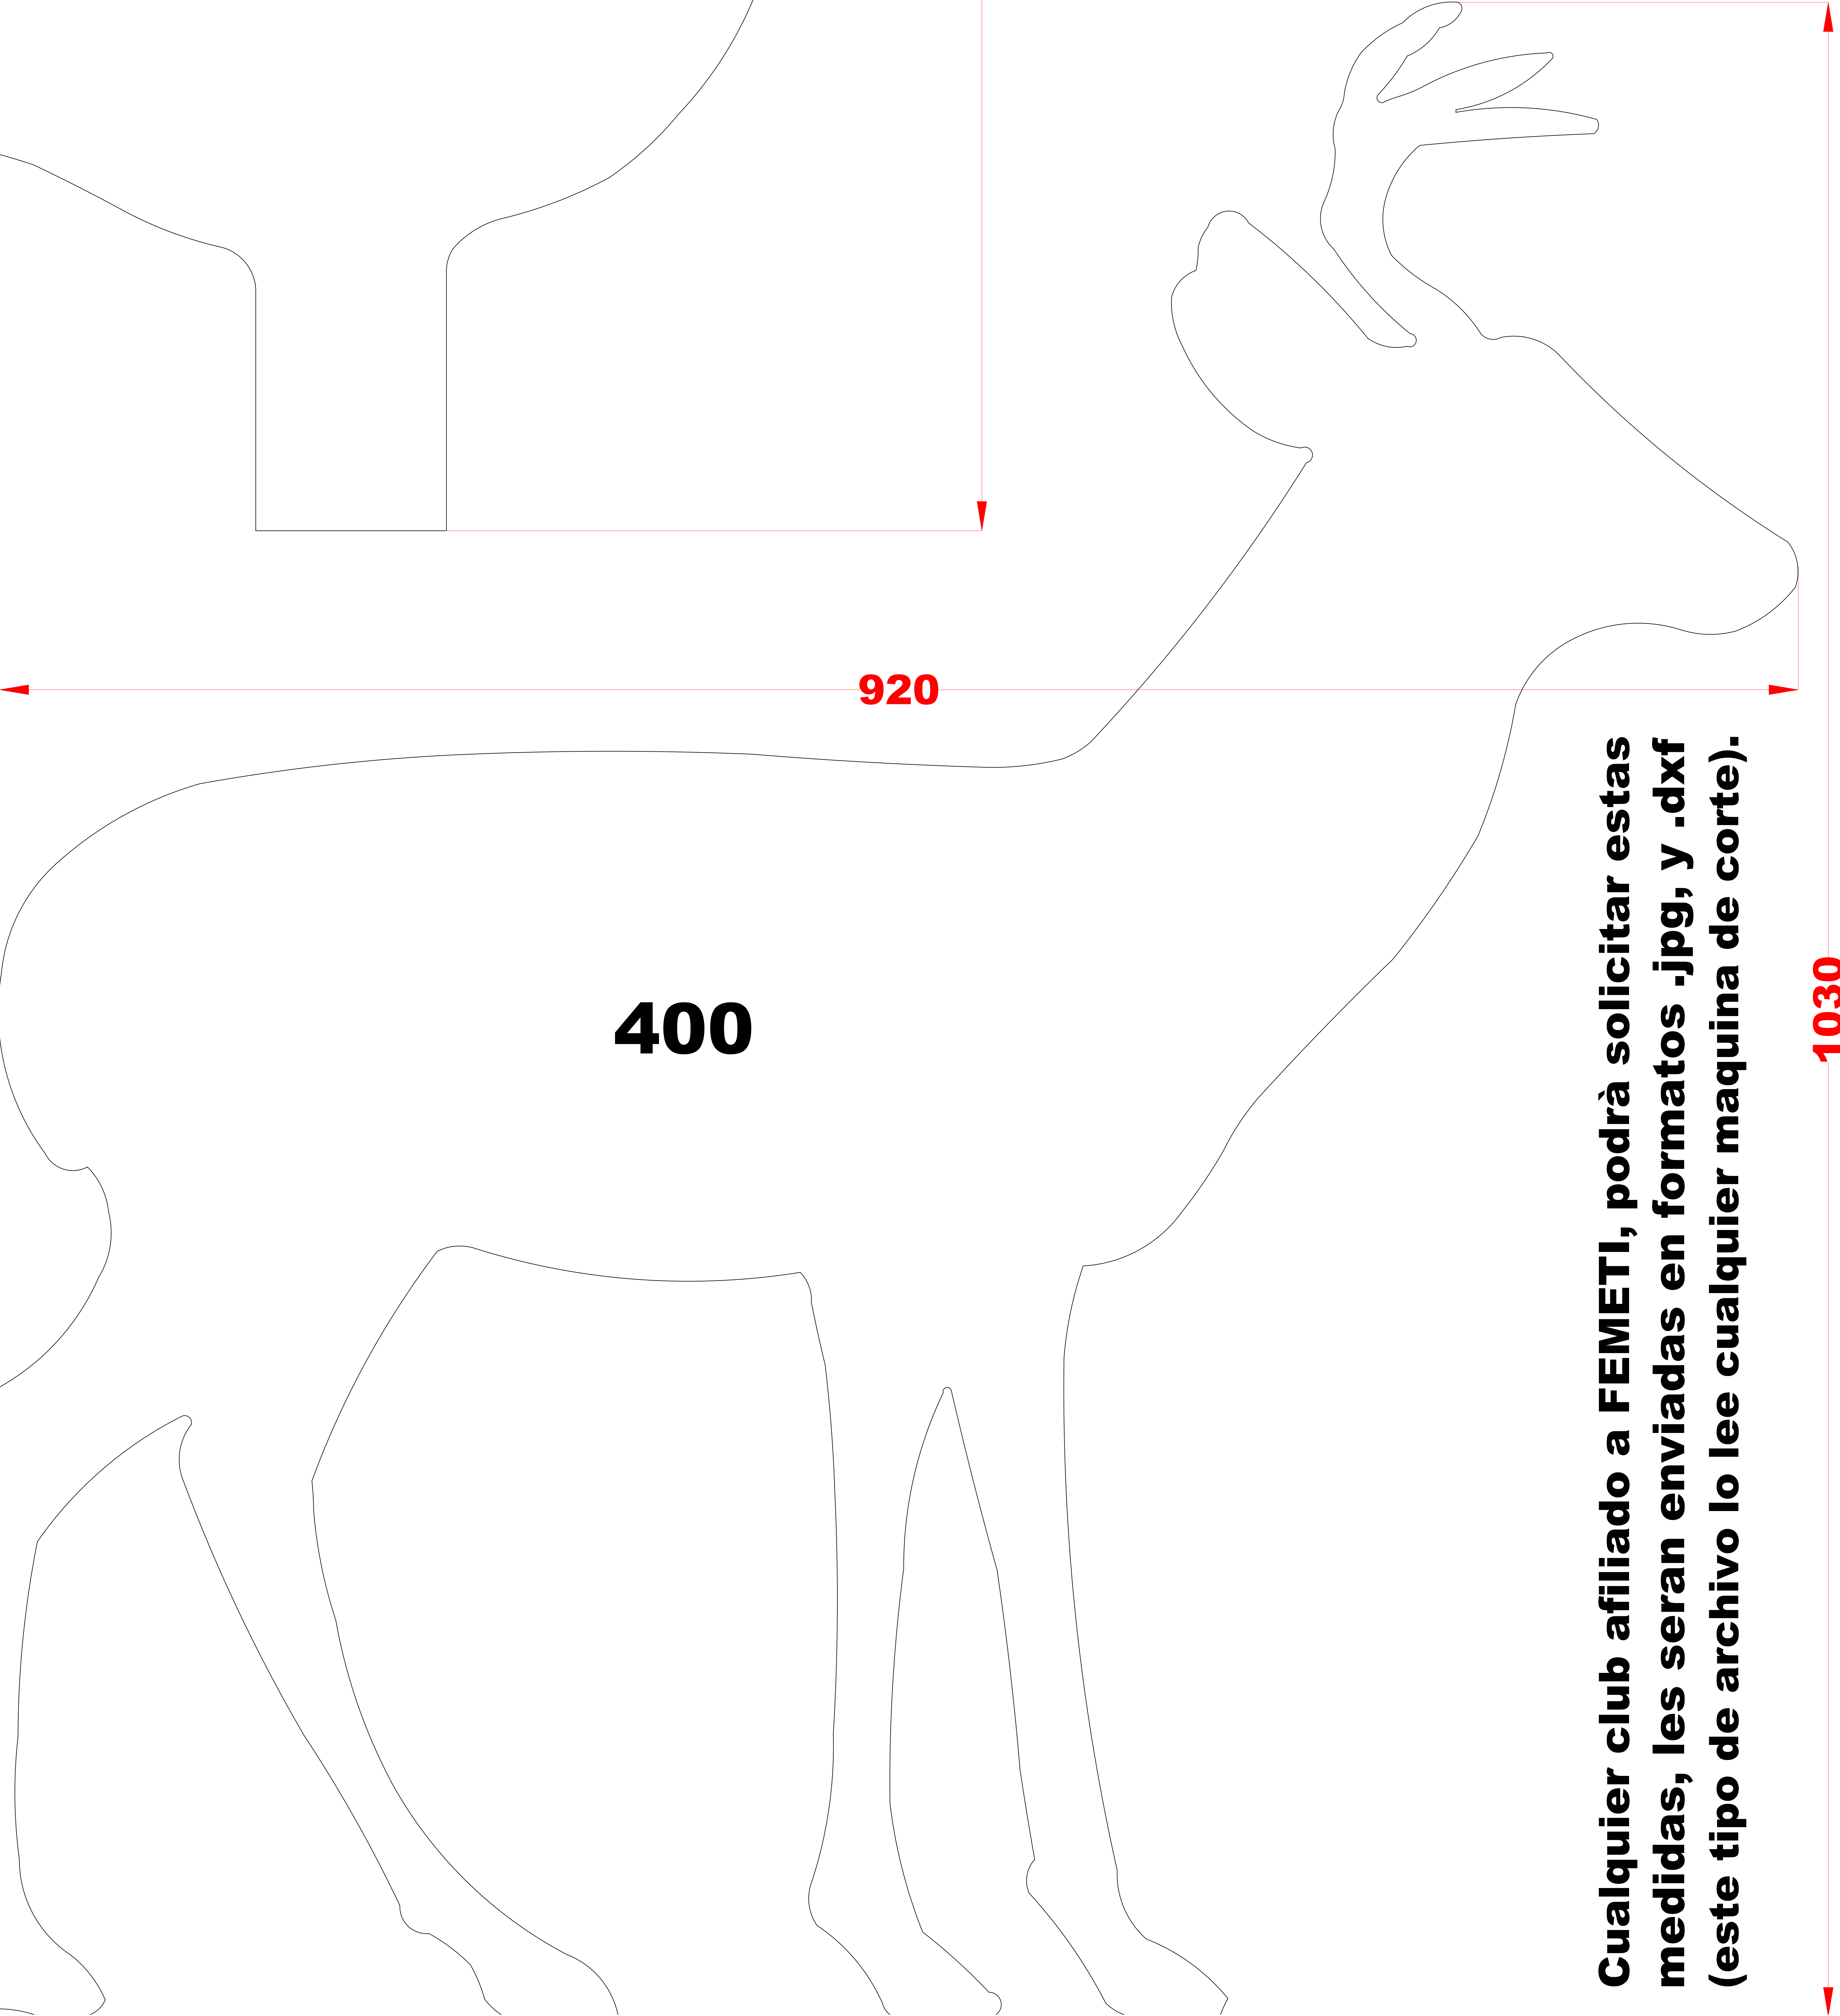 920
400
1030
Cualquier club afiliado a FEMETI, podrà solicitar estas
medidas, les seran enviadas en formatos .jpg, y .dxf
(este tipo de archivo lo lee cualquier maquina de corte).